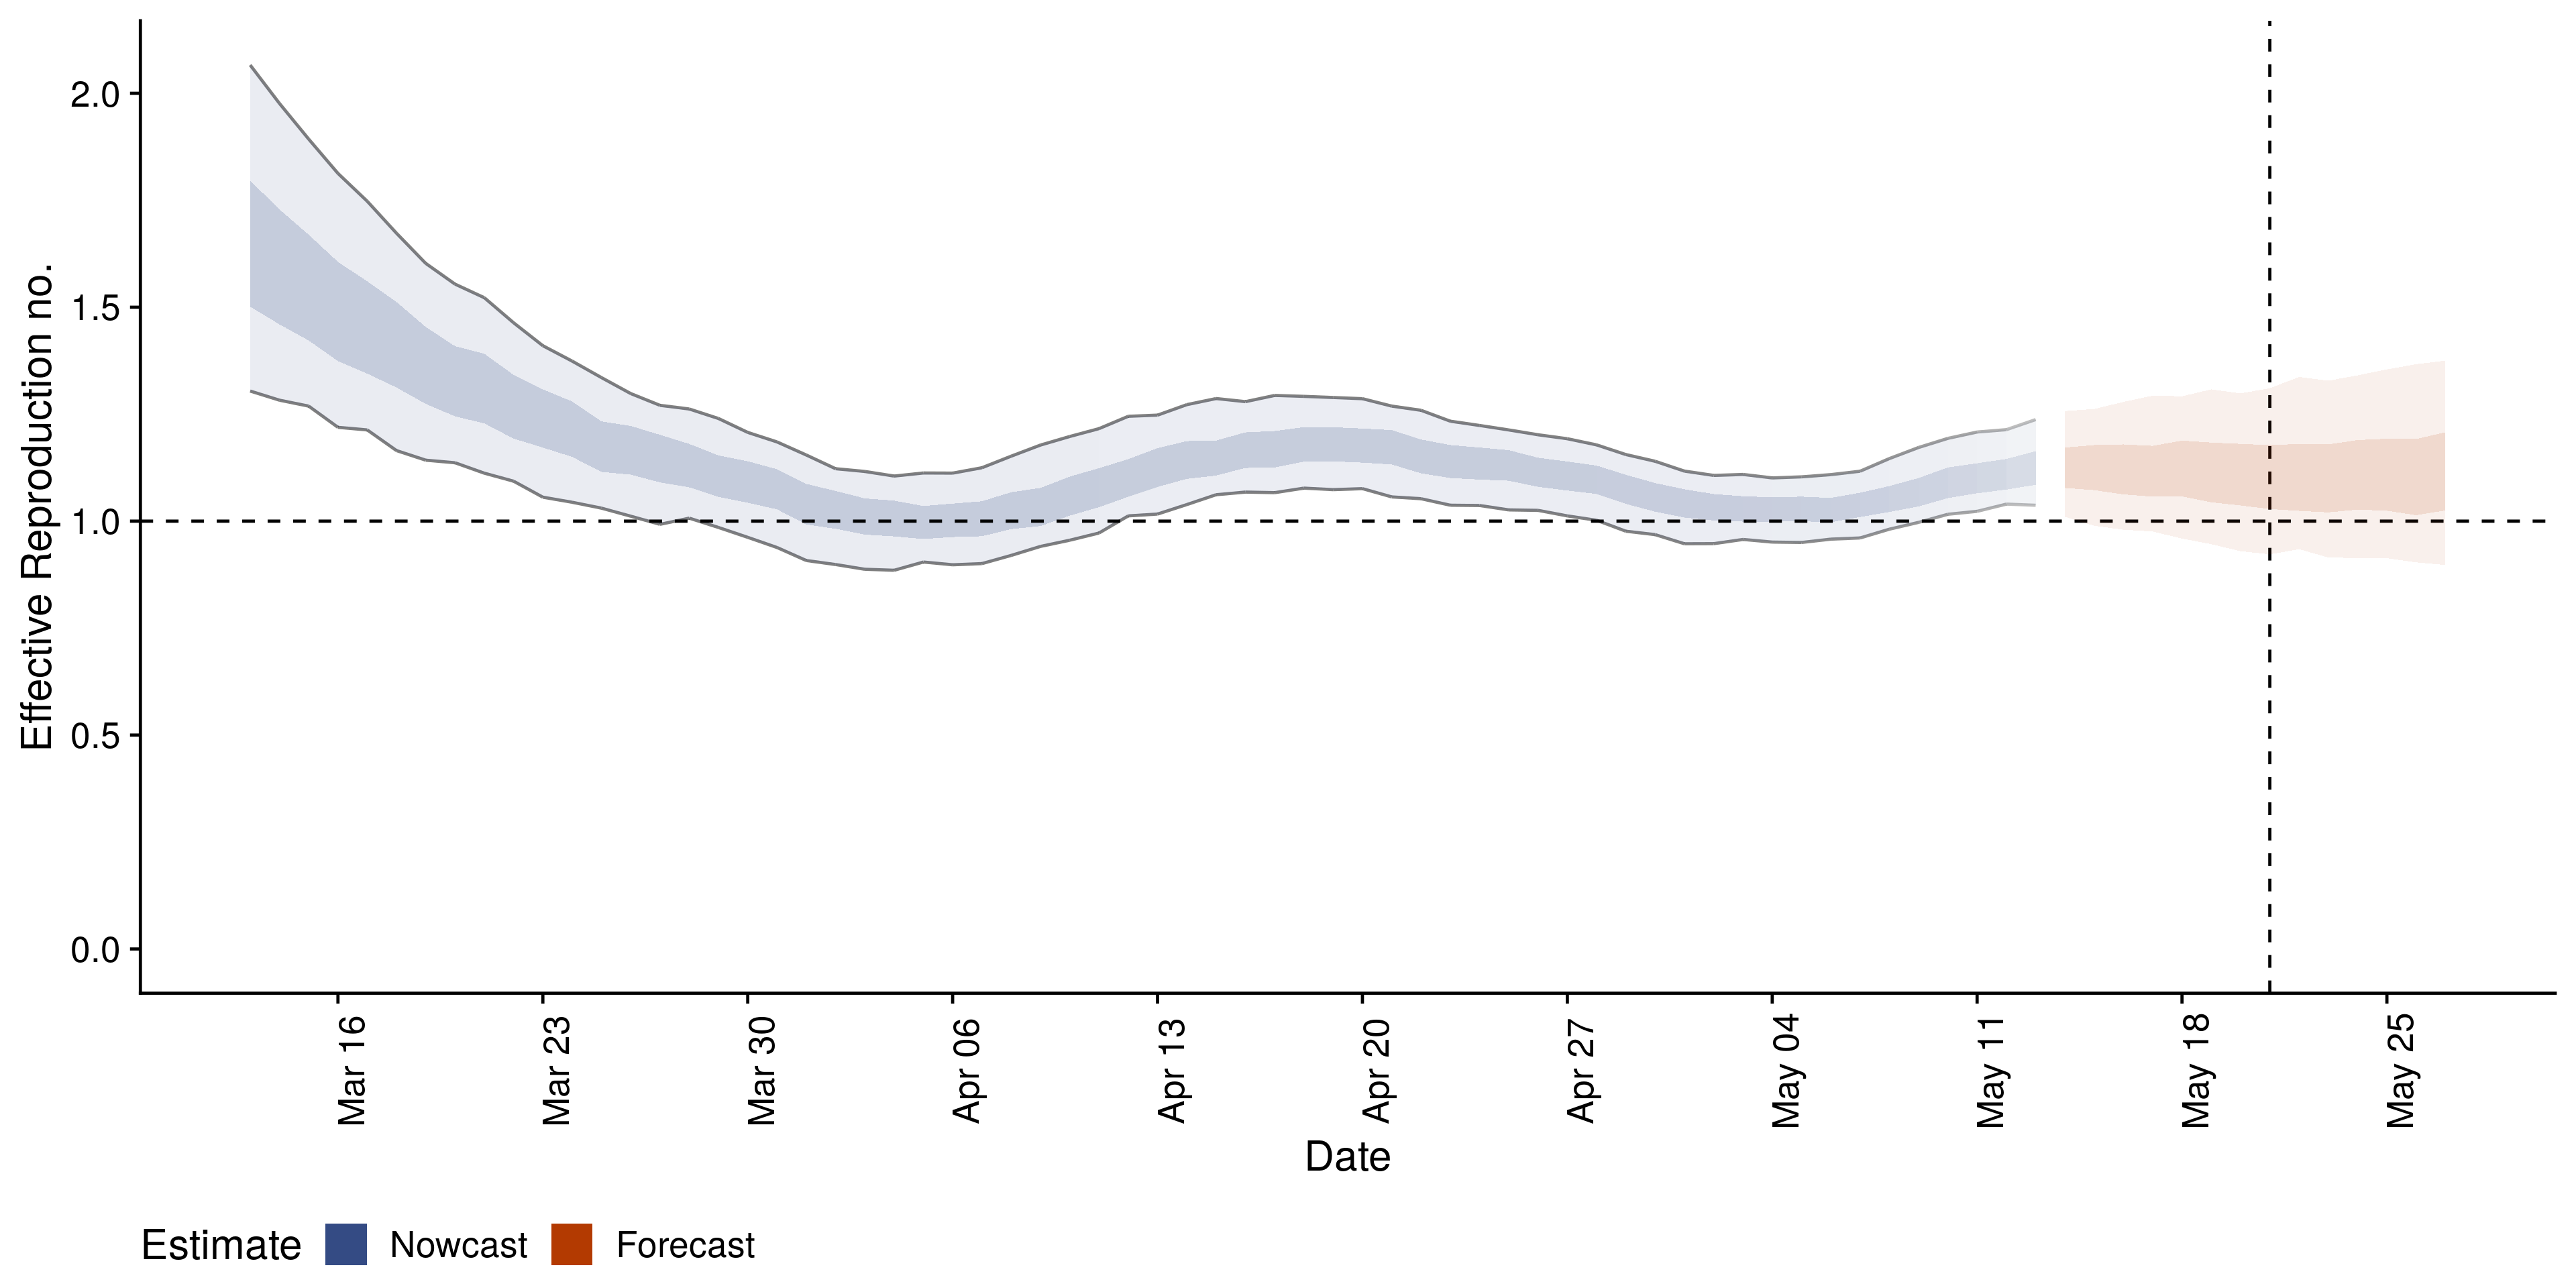 Effective Reproduction no.
2.0
1.5
1.0
0.5
0.0
Mar 16
Mar 23
Mar 30
Apr 06
Apr 13
Apr 20
Apr 27
May 04
May 11
May 18
May 25
Date
Estimate Nowcast Forecast